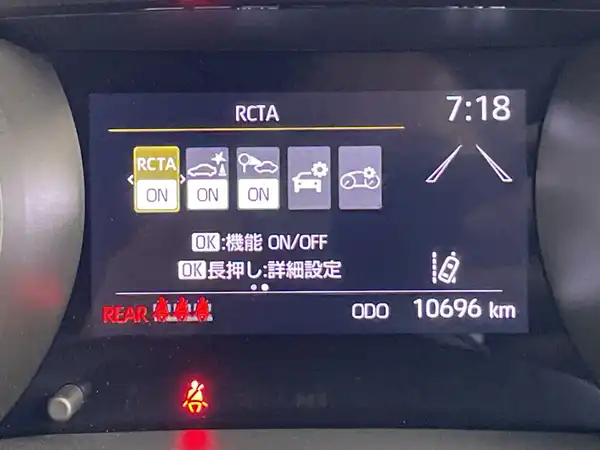 RCTA
7:18
RCTA
ON ON ON
OK:機能 ON/OFF
OK長押し:詳細設定
REAR ODO 10696 km